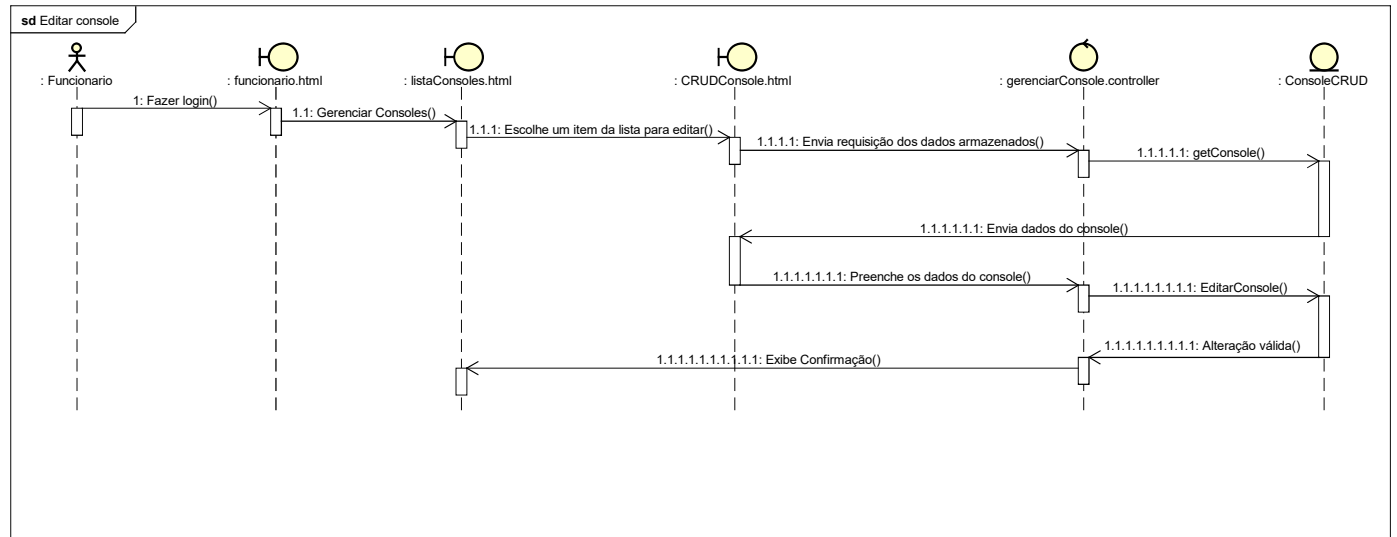 sd Editar console
: Funcionario
: funcionario.html
: listaConsoles.html
: CRUDConsole.html
: gerenciarConsole.controller
: ConsoleCRUD
1: Fazer login()
1.1: Gerenciar Consoles()
1.1.1: Escolhe um item da lista para editar()
1.1.1.1: Envia requisição dos dados armazenados()
1.1.1.1.1: getConsole()
1.1.1.1.1.1: Envia dados do console()
1.1.1.1.1.1.1: Preenche os dados do console()
1.1.1.1.1.1.1.1: EditarConsole()
1.1.1.1.1.1.1.1.1: Alteração válida()
1.1.1.1.1.1.1.1.1.1: Exibe Confirmação()